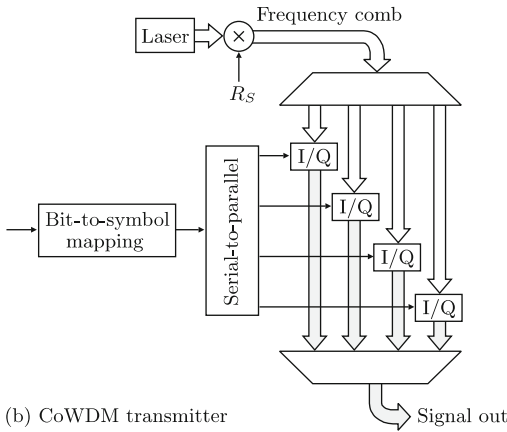 Frequency comb
Laser
×
R_S
I/Q
I/Q
I/Q
I/Q
Bit-to-symbol
mapping
Serial-to-parallel
(b) CoWDM transmitter
Signal out